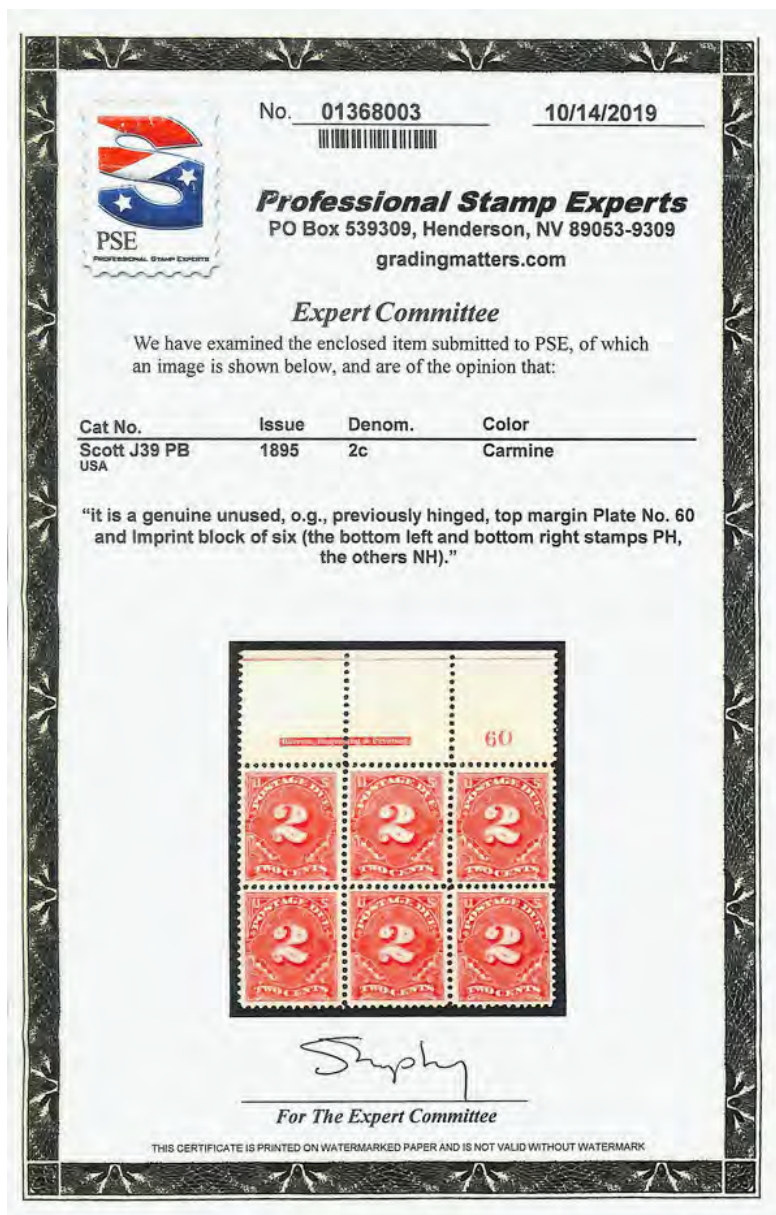 No. 01368003 10/14/2019
PSE
PROFESSIONAL STAMP EXPERTS
Professional Stamp Experts
PO Box 539309, Henderson, NV 89053-9309
gradingmatters.com
Expert Committee
We have examined the enclosed item submitted to PSE, of which
an image is shown below, and are of the opinion that:
Cat No. Issue Denom. Color
Scott J39 PB 1895 2c Carmine
USA
“it is a genuine unused, o.g., previously hinged, top margin Plate No. 60
and Imprint block of six (the bottom left and bottom right stamps PH,
the others NH).”
Bureau, Engraving & Printing
60
U S U S U S
POSTAGE DUE POSTAGE DUE POSTAGE DUE
2 2 2
TWO CENTS TWO CENTS TWO CENTS
U S U S U S
POSTAGE DUE POSTAGE DUE POSTAGE DUE
2 2 2
TWO CENTS TWO CENTS TWO CENTS
For The Expert Committee
THIS CERTIFICATE IS PRINTED ON WATERMARKED PAPER AND IS NOT VALID WITHOUT WATERMARK